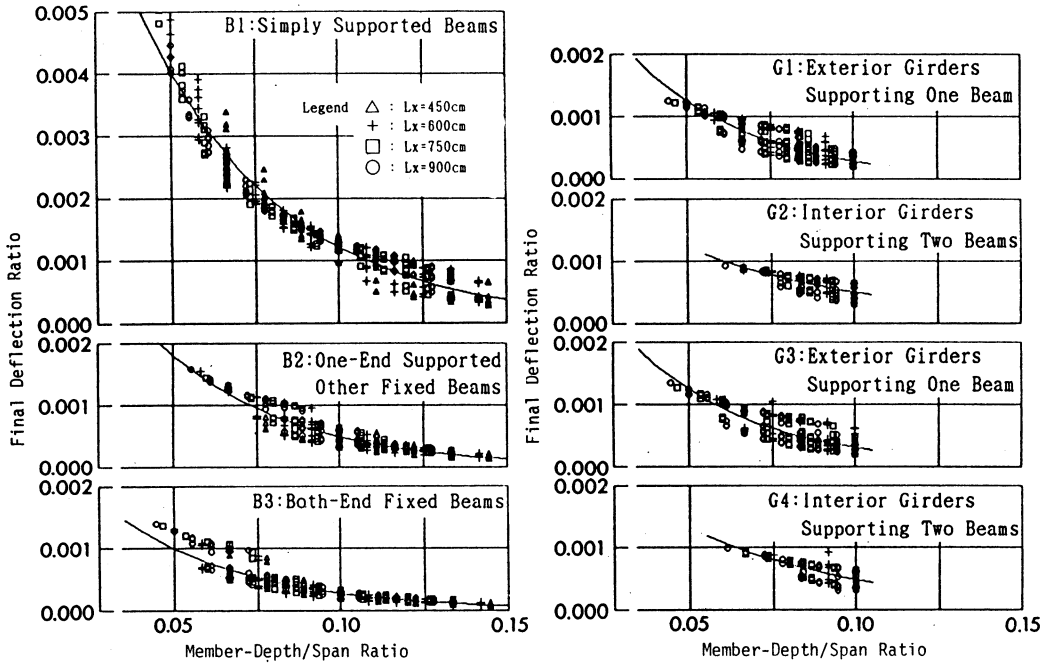 0.005
0.004
0.003
0.002
0.001
0.000
B1:Simply Supported Beams
Legend △ : Lx=450cm
+ : Lx=600cm
□ : Lx=750cm
○ : Lx=900cm
0.002
0.001
0.000
B2:One-End Supported
Other Fixed Beams
0.002
0.001
0.000
B3:Both-End Fixed Beams
0.05
0.10
0.15
Member-Depth/Span Ratio
Final Deflection Ratio
0.002
0.001
0.000
G1:Exterior Girders
Supporting One Beam
0.002
0.001
0.000
G2:Interior Girders
Supporting Two Beams
0.002
0.001
0.000
G3:Exterior Girders
Supporting One Beam
0.002
0.001
0.000
G4:Interior Girders
Supporting Two Beams
0.05
0.10
0.15
Member-Depth/Span Ratio
Final Deflection Ratio